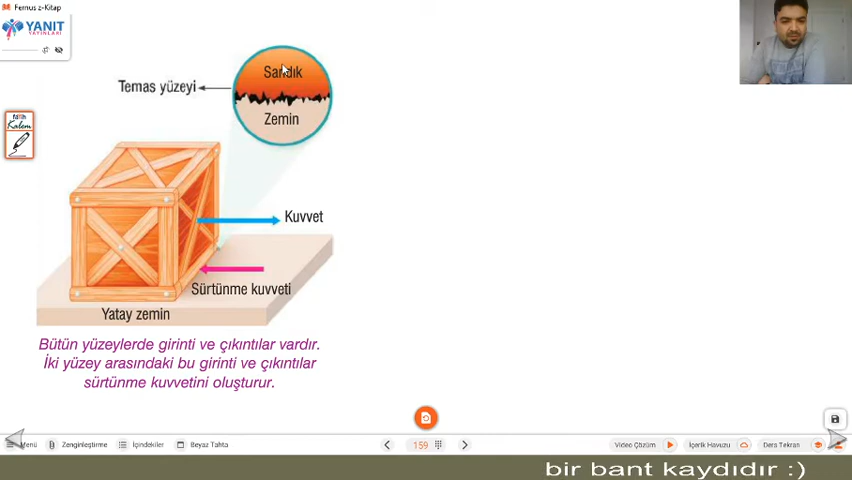 Fernus z-Kitap
YANIT
YAYINLARI
Temas yüzeyi
Sandık
Zemin
fatih
Kalem
Kuvvet
Sürtünme kuvveti
Yatay zemin
Bütün yüzeylerde girinti ve çıkıntılar vardır.
İki yüzey arasındaki bu girinti ve çıkıntılar
sürtünme kuvvetini oluşturur.
Menü Zenginleştirme İçindekiler Beyaz Tahta 159 Video Çözüm İçerik Havuzu Ders Tekran
bir bant kaydıdır :)